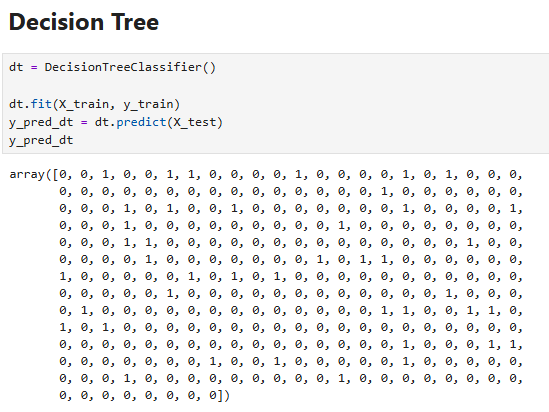 Decision Tree
dt = DecisionTreeClassifier()
dt.fit(X_train, y_train)
y_pred_dt = dt.predict(X_test)
y_pred_dt
array([0, 0, 1, 0, 0, 1, 1, 0, 0, 0, 0, 1, 0, 0, 0, 0, 1, 0, 1, 0, 0, 0,
0, 0, 0, 0, 0, 0, 0, 0, 0, 0, 0, 0, 0, 0, 0, 1, 0, 0, 0, 0, 0, 0,
0, 0, 0, 1, 0, 1, 0, 0, 1, 0, 0, 0, 0, 0, 0, 0, 1, 0, 0, 0, 0, 1,
0, 0, 0, 1, 0, 0, 0, 0, 0, 0, 0, 0, 0, 1, 0, 0, 0, 0, 0, 0, 0, 0,
0, 0, 0, 1, 1, 0, 0, 0, 0, 0, 0, 0, 0, 0, 0, 0, 0, 0, 0, 1, 0, 0,
0, 0, 0, 0, 1, 0, 0, 0, 0, 0, 0, 0, 1, 0, 1, 1, 0, 0, 0, 0, 0, 0,
1, 0, 0, 0, 0, 0, 1, 0, 1, 0, 1, 0, 0, 0, 0, 0, 0, 0, 0, 0, 0, 0,
0, 0, 0, 0, 0, 1, 0, 0, 0, 0, 0, 0, 0, 0, 0, 0, 0, 0, 1, 0, 0, 0,
0, 1, 0, 0, 0, 0, 0, 0, 0, 0, 0, 0, 0, 0, 0, 1, 1, 0, 0, 1, 1, 0,
1, 0, 1, 0, 0, 0, 0, 0, 0, 0, 0, 0, 0, 0, 0, 0, 0, 0, 0, 0, 0, 0,
0, 0, 0, 0, 0, 0, 0, 0, 0, 0, 0, 0, 0, 0, 0, 0, 1, 0, 0, 0, 1, 1,
0, 0, 0, 0, 0, 0, 0, 1, 0, 0, 1, 0, 0, 0, 0, 0, 1, 0, 0, 0, 0, 0,
0, 0, 0, 1, 0, 0, 0, 0, 0, 0, 0, 0, 0, 1, 0, 0, 0, 0, 0, 0, 0, 0,
0, 0, 0, 0, 0, 0, 0, 0])